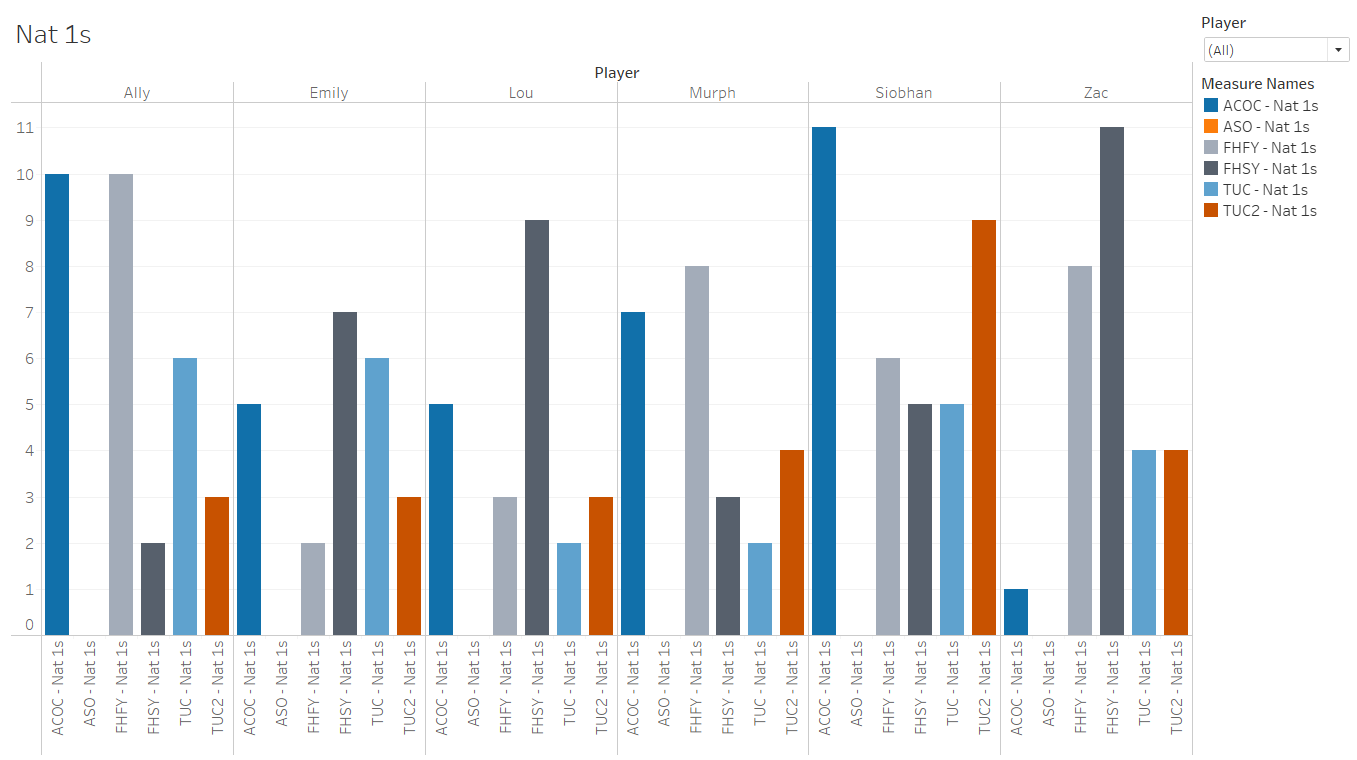 Nat 1s
Player
Ally Emily Lou Murph Siobhan Zac
11
10
9
8
7
6
5
4
3
2
1
0
ACOC - Nat 1s
ASO - Nat 1s
FHFY - Nat 1s
FHSY - Nat 1s
TUC - Nat 1s
TUC2 - Nat 1s
ACOC - Nat 1s
ASO - Nat 1s
FHFY - Nat 1s
FHSY - Nat 1s
TUC - Nat 1s
TUC2 - Nat 1s
ACOC - Nat 1s
ASO - Nat 1s
FHFY - Nat 1s
FHSY - Nat 1s
TUC - Nat 1s
TUC2 - Nat 1s
ACOC - Nat 1s
ASO - Nat 1s
FHFY - Nat 1s
FHSY - Nat 1s
TUC - Nat 1s
TUC2 - Nat 1s
ACOC - Nat 1s
ASO - Nat 1s
FHFY - Nat 1s
FHSY - Nat 1s
TUC - Nat 1s
TUC2 - Nat 1s
ACOC - Nat 1s
ASO - Nat 1s
FHFY - Nat 1s
FHSY - Nat 1s
TUC - Nat 1s
TUC2 - Nat 1s
Player
(All)
Measure Names
ACOC - Nat 1s
ASO - Nat 1s
FHFY - Nat 1s
FHSY - Nat 1s
TUC - Nat 1s
TUC2 - Nat 1s